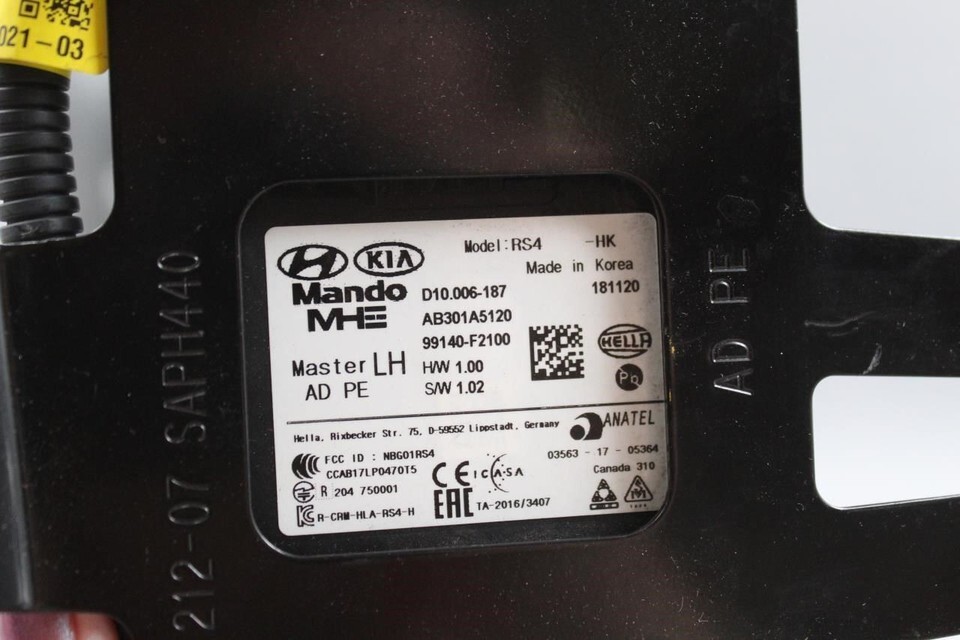 021-03
212-07 SAPH440
AD PE
KIA
Model:RS4 -HK
Made in Korea
181120
Mando
MHE
D10.006-187
AB301A5120
99140-F2100
HELLA
Master LH
AD PE
H/W 1.00
S/W 1.02
Pb
Hella, Rixbecker Str. 75, D-59552 Lippstadt, Germany
ANATEL
03563 - 17 - 05364
Canada 310
FCC ID : NBG01RS4
CCAB17LP0470T5
R 204 750001
R-CRM-HLA-RS4-H
CE
ICASA
EAC
TA-2016/3407